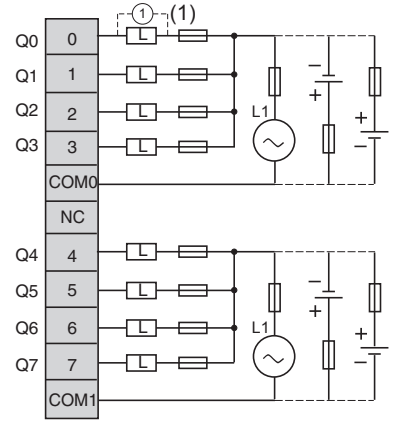 1 (1)
Q0 0 L
Q1 1 L
Q2 2 L
Q3 3 L
COM0
NC
Q4 4 L
Q5 5 L
Q6 6 L
Q7 7 L
COM1
L1 − + + −
L1 − + + −